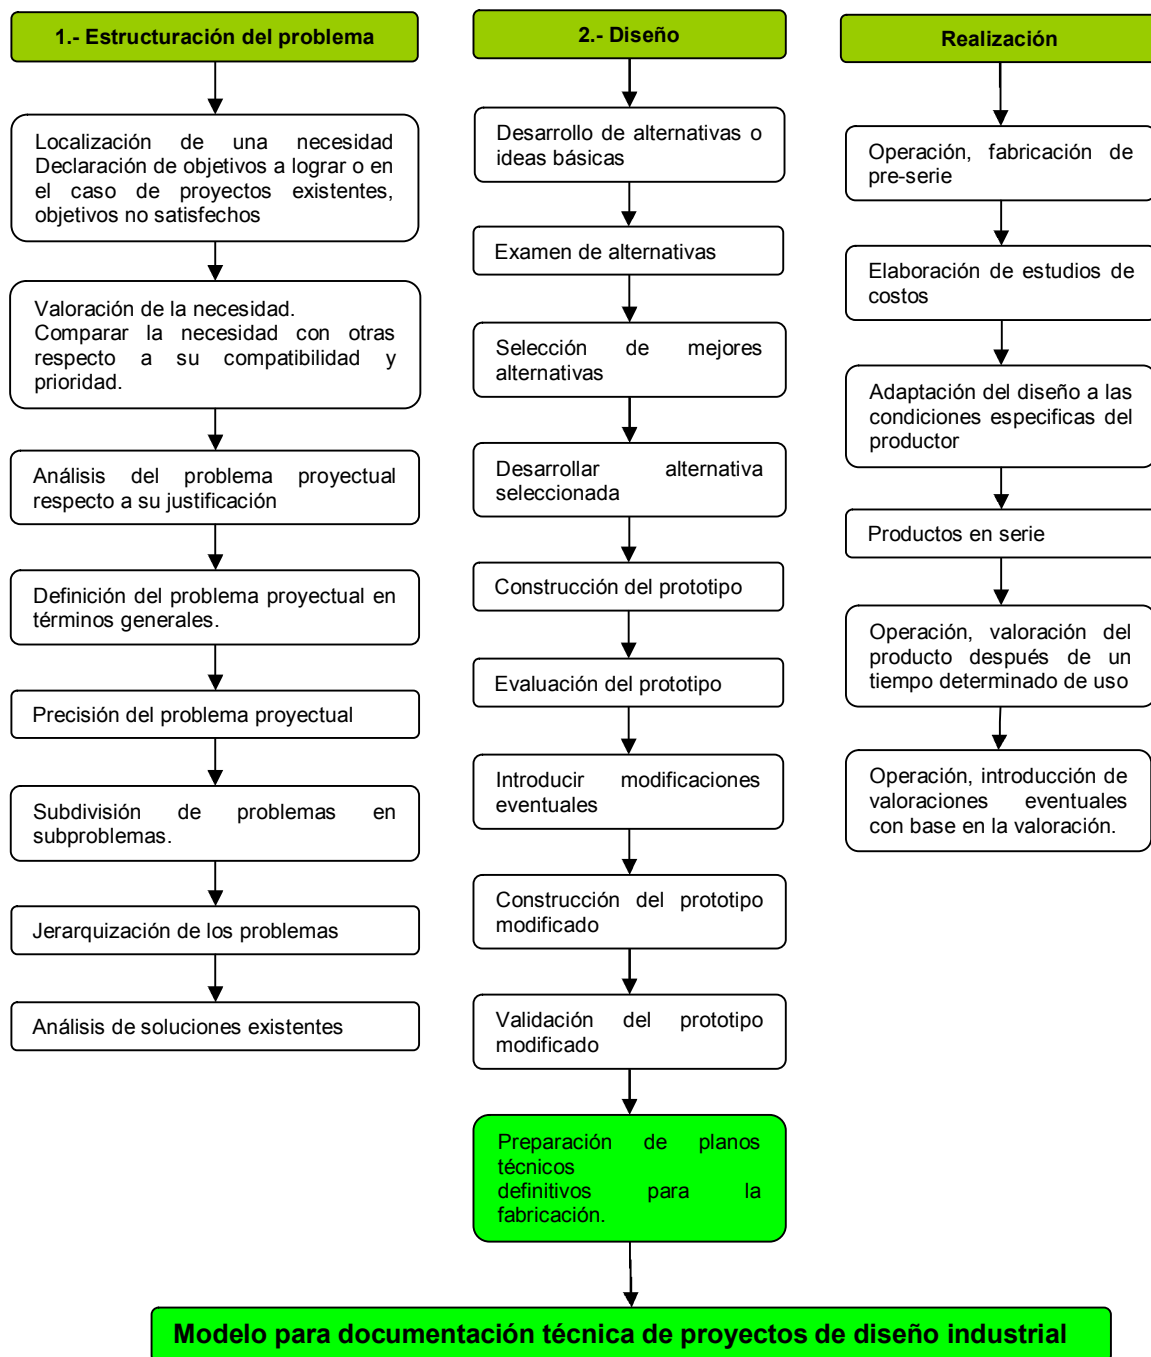 1.- Estructuración del problema
Localización de una necesidad
Declaración de objetivos a lograr o en
el caso de proyectos existentes,
objetivos no satisfechos
Valoración de la necesidad.
Comparar la necesidad con otras
respecto a su compatibilidad y
prioridad.
Análisis del problema proyectual
respecto a su justificación
Definición del problema proyectual en
términos generales.
Precisión del problema proyectual
Subdivisión de problemas en
subproblemas.
Jerarquización de los problemas
Análisis de soluciones existentes
2.- Diseño
Desarrollo de alternativas o
ideas básicas
Examen de alternativas
Selección de mejores
alternativas
Desarrollar alternativa
seleccionada
Construcción del prototipo
Evaluación del prototipo
Introducir modificaciones
eventuales
Construcción del prototipo
modificado
Validación del prototipo
modificado
Preparación de planos
técnicos
definitivos para la
fabricación.
Realización
Operación, fabricación de
pre-serie
Elaboración de estudios de
costos
Adaptación del diseño a las
condiciones especificas del
productor
Productos en serie
Operación, valoración del
producto después de un
tiempo determinado de uso
Operación, introducción de
valoraciones eventuales
con base en la valoración.
Modelo para documentación técnica de proyectos de diseño industrial